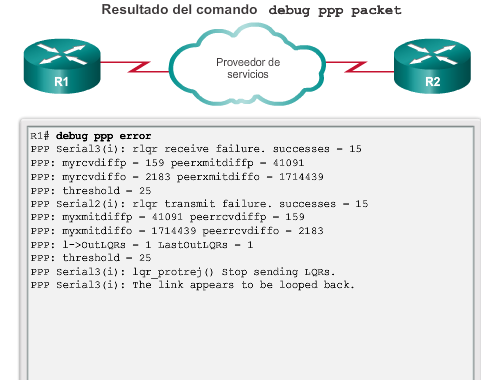 Resultado del comando debug ppp packet
Proveedor de
servicios
R1
R2
R1# debug ppp error
PPP Serial3(i): rlqr receive failure. successes = 15
PPP: myrcvdiffp = 159 peerxmitdiffp = 41091
PPP: myrcvdiffo = 2183 peerxmitdiffo = 1714439
PPP: threshold = 25
PPP Serial2(i): rlqr transmit failure. successes = 15
PPP: myxmitdiffp = 41091 peerrcvdiffp = 159
PPP: myxmitdiffo = 1714439 peerrcvdiffo = 2183
PPP: l->OutLQRs = 1 LastOutLQRs = 1
PPP: threshold = 25
PPP Serial3(i): lqr_protrej() Stop sending LQRs.
PPP Serial3(i): The link appears to be looped back.